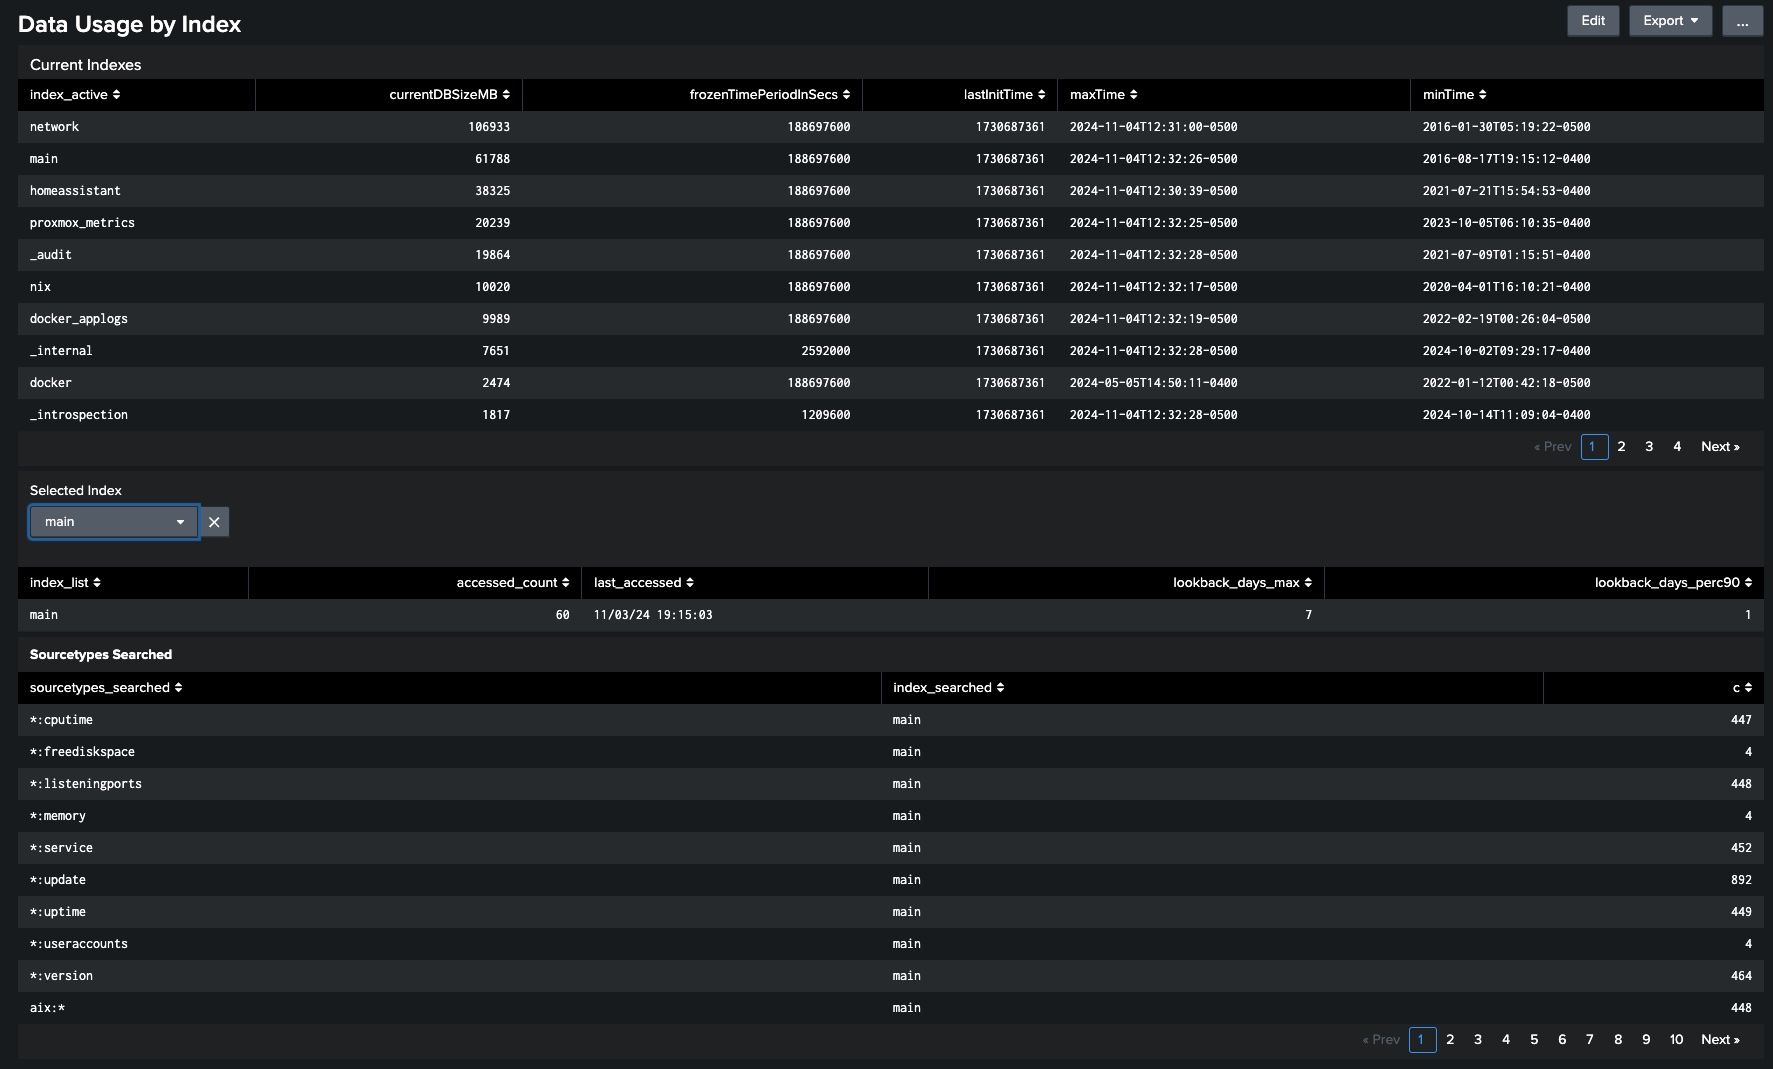 Data Usage by Index
Edit Export ...
Current Indexes
index_active currentDBSizeMB frozenTimePeriodInSecs lastInitTime maxTime minTime
network 106933 188697600 1730687361 2024-11-04T12:31:00-0500 2016-01-30T05:19:22-0500
main 61788 188697600 1730687361 2024-11-04T12:32:26-0500 2016-08-17T19:15:12-0400
homeassistant 38325 188697600 1730687361 2024-11-04T12:30:39-0500 2021-07-21T15:54:53-0400
proxmox_metrics 20239 188697600 1730687361 2024-11-04T12:32:25-0500 2023-10-05T06:10:35-0400
_audit 19864 188697600 1730687361 2024-11-04T12:32:28-0500 2021-07-09T01:15:51-0400
nix 10020 188697600 1730687361 2024-11-04T12:32:17-0500 2020-04-01T16:10:21-0400
docker_applogs 9989 188697600 1730687361 2024-11-04T12:32:19-0500 2022-02-19T00:26:04-0500
_internal 7651 2592000 1730687361 2024-11-04T12:32:28-0500 2024-10-02T09:29:17-0400
docker 2474 188697600 1730687361 2024-05-05T14:50:11-0400 2022-01-12T00:42:18-0500
_introspection 1817 1209600 1730687361 2024-11-04T12:32:28-0500 2024-10-14T11:09:04-0400
« Prev 1 2 3 4 Next »
Selected Index
main
index_list accessed_count last_accessed lookback_days_max lookback_days_perc90
main 60 11/03/24 19:15:03 7 1
Sourcetypes Searched
sourcetypes_searched index_searched c
*:cputime main 447
*:freediskspace main 4
*:listeningports main 448
*:memory main 4
*:service main 452
*:update main 892
*:uptime main 449
*:useraccounts main 4
*:version main 464
aix:* main 448
« Prev 1 2 3 4 5 6 7 8 9 10 Next »